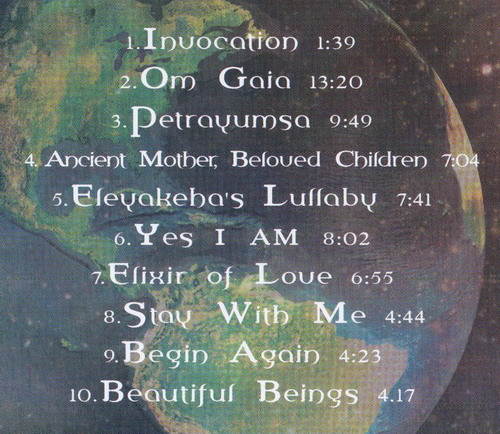 1. Invocation 1:39
2. Om Gaia 13:20
3. Petrayumsa 9:49
4. Ancient Mother, Beloved Children 7:04
5. Eleyakeha's Lullaby 7:41
6. Yes I AM 8:02
7. Elixir of Love 6:55
8. Stay With Me 4:44
9. Begin Again 4:23
10. Beautiful Beings 4.17